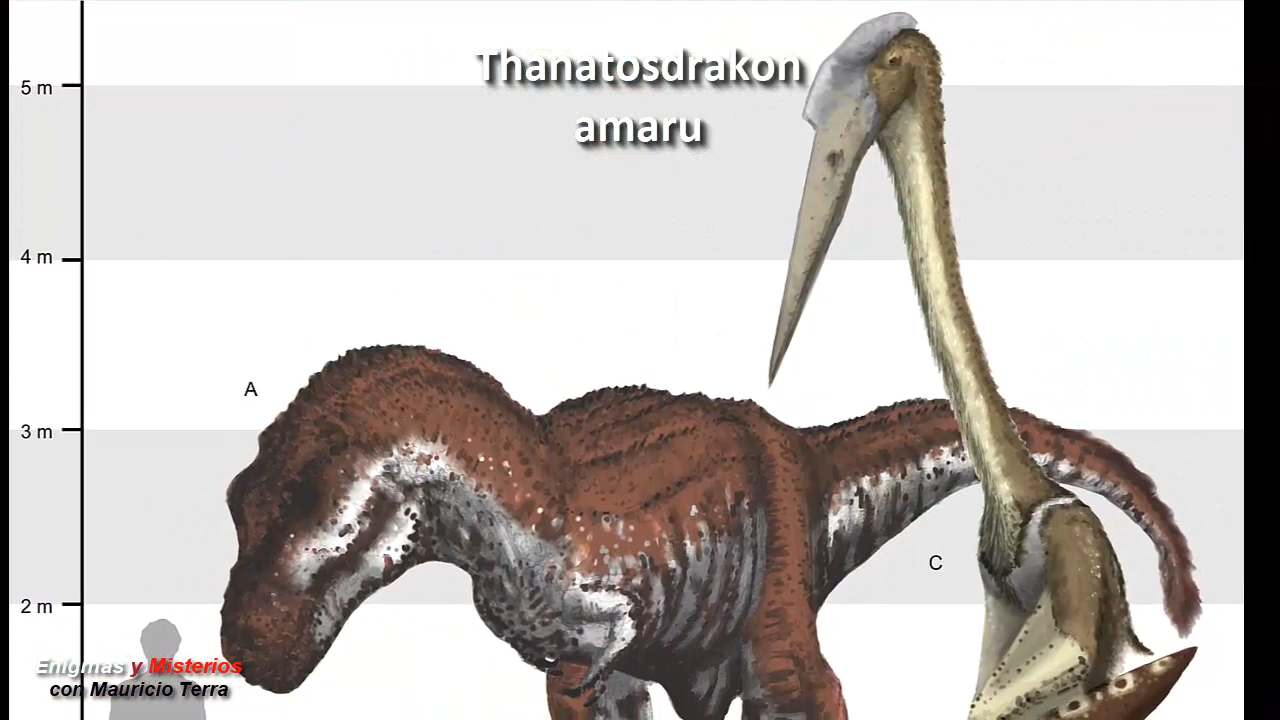 Thanatosdrakon
amaru
5 m
4 m
A
3 m
C
2 m
Enigmas y Misterios
con Mauricio Terra